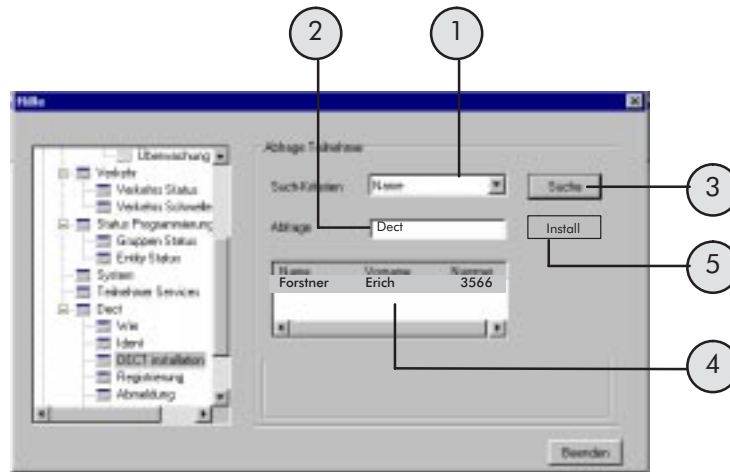 2
1
Hilfe
Überwachung
Abfrage Teilnehmer
Verkehr
Verkehrs Status
Such-Kriterien
Name
Suche
3
Verkehrs Schwellen
Status Programmierung
Abfrage
Dect
Install
Gruppen Status
Entity Status
5
System
Name Vorname Nummer
Teilnehmer Services
Forstner Erich 3566
Dect
Ident
DECT installation
4
Registrierung
Abmeldung
Beenden